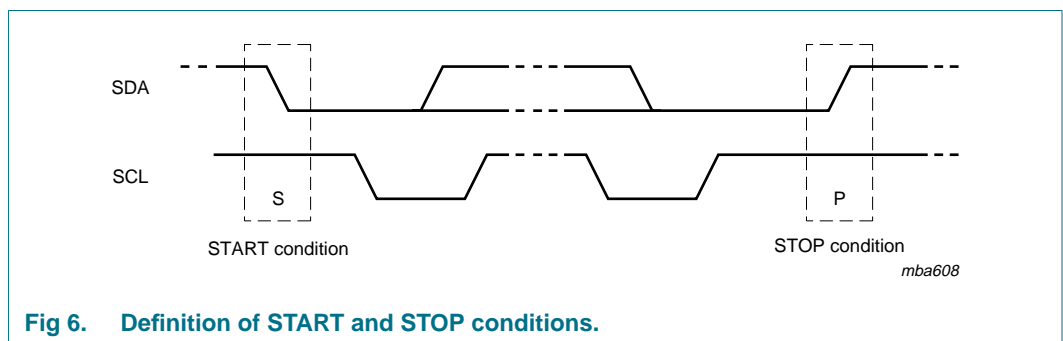 SDA
SCL
S
P
START condition
STOP condition
mba608
Fig 6. Definition of START and STOP conditions.